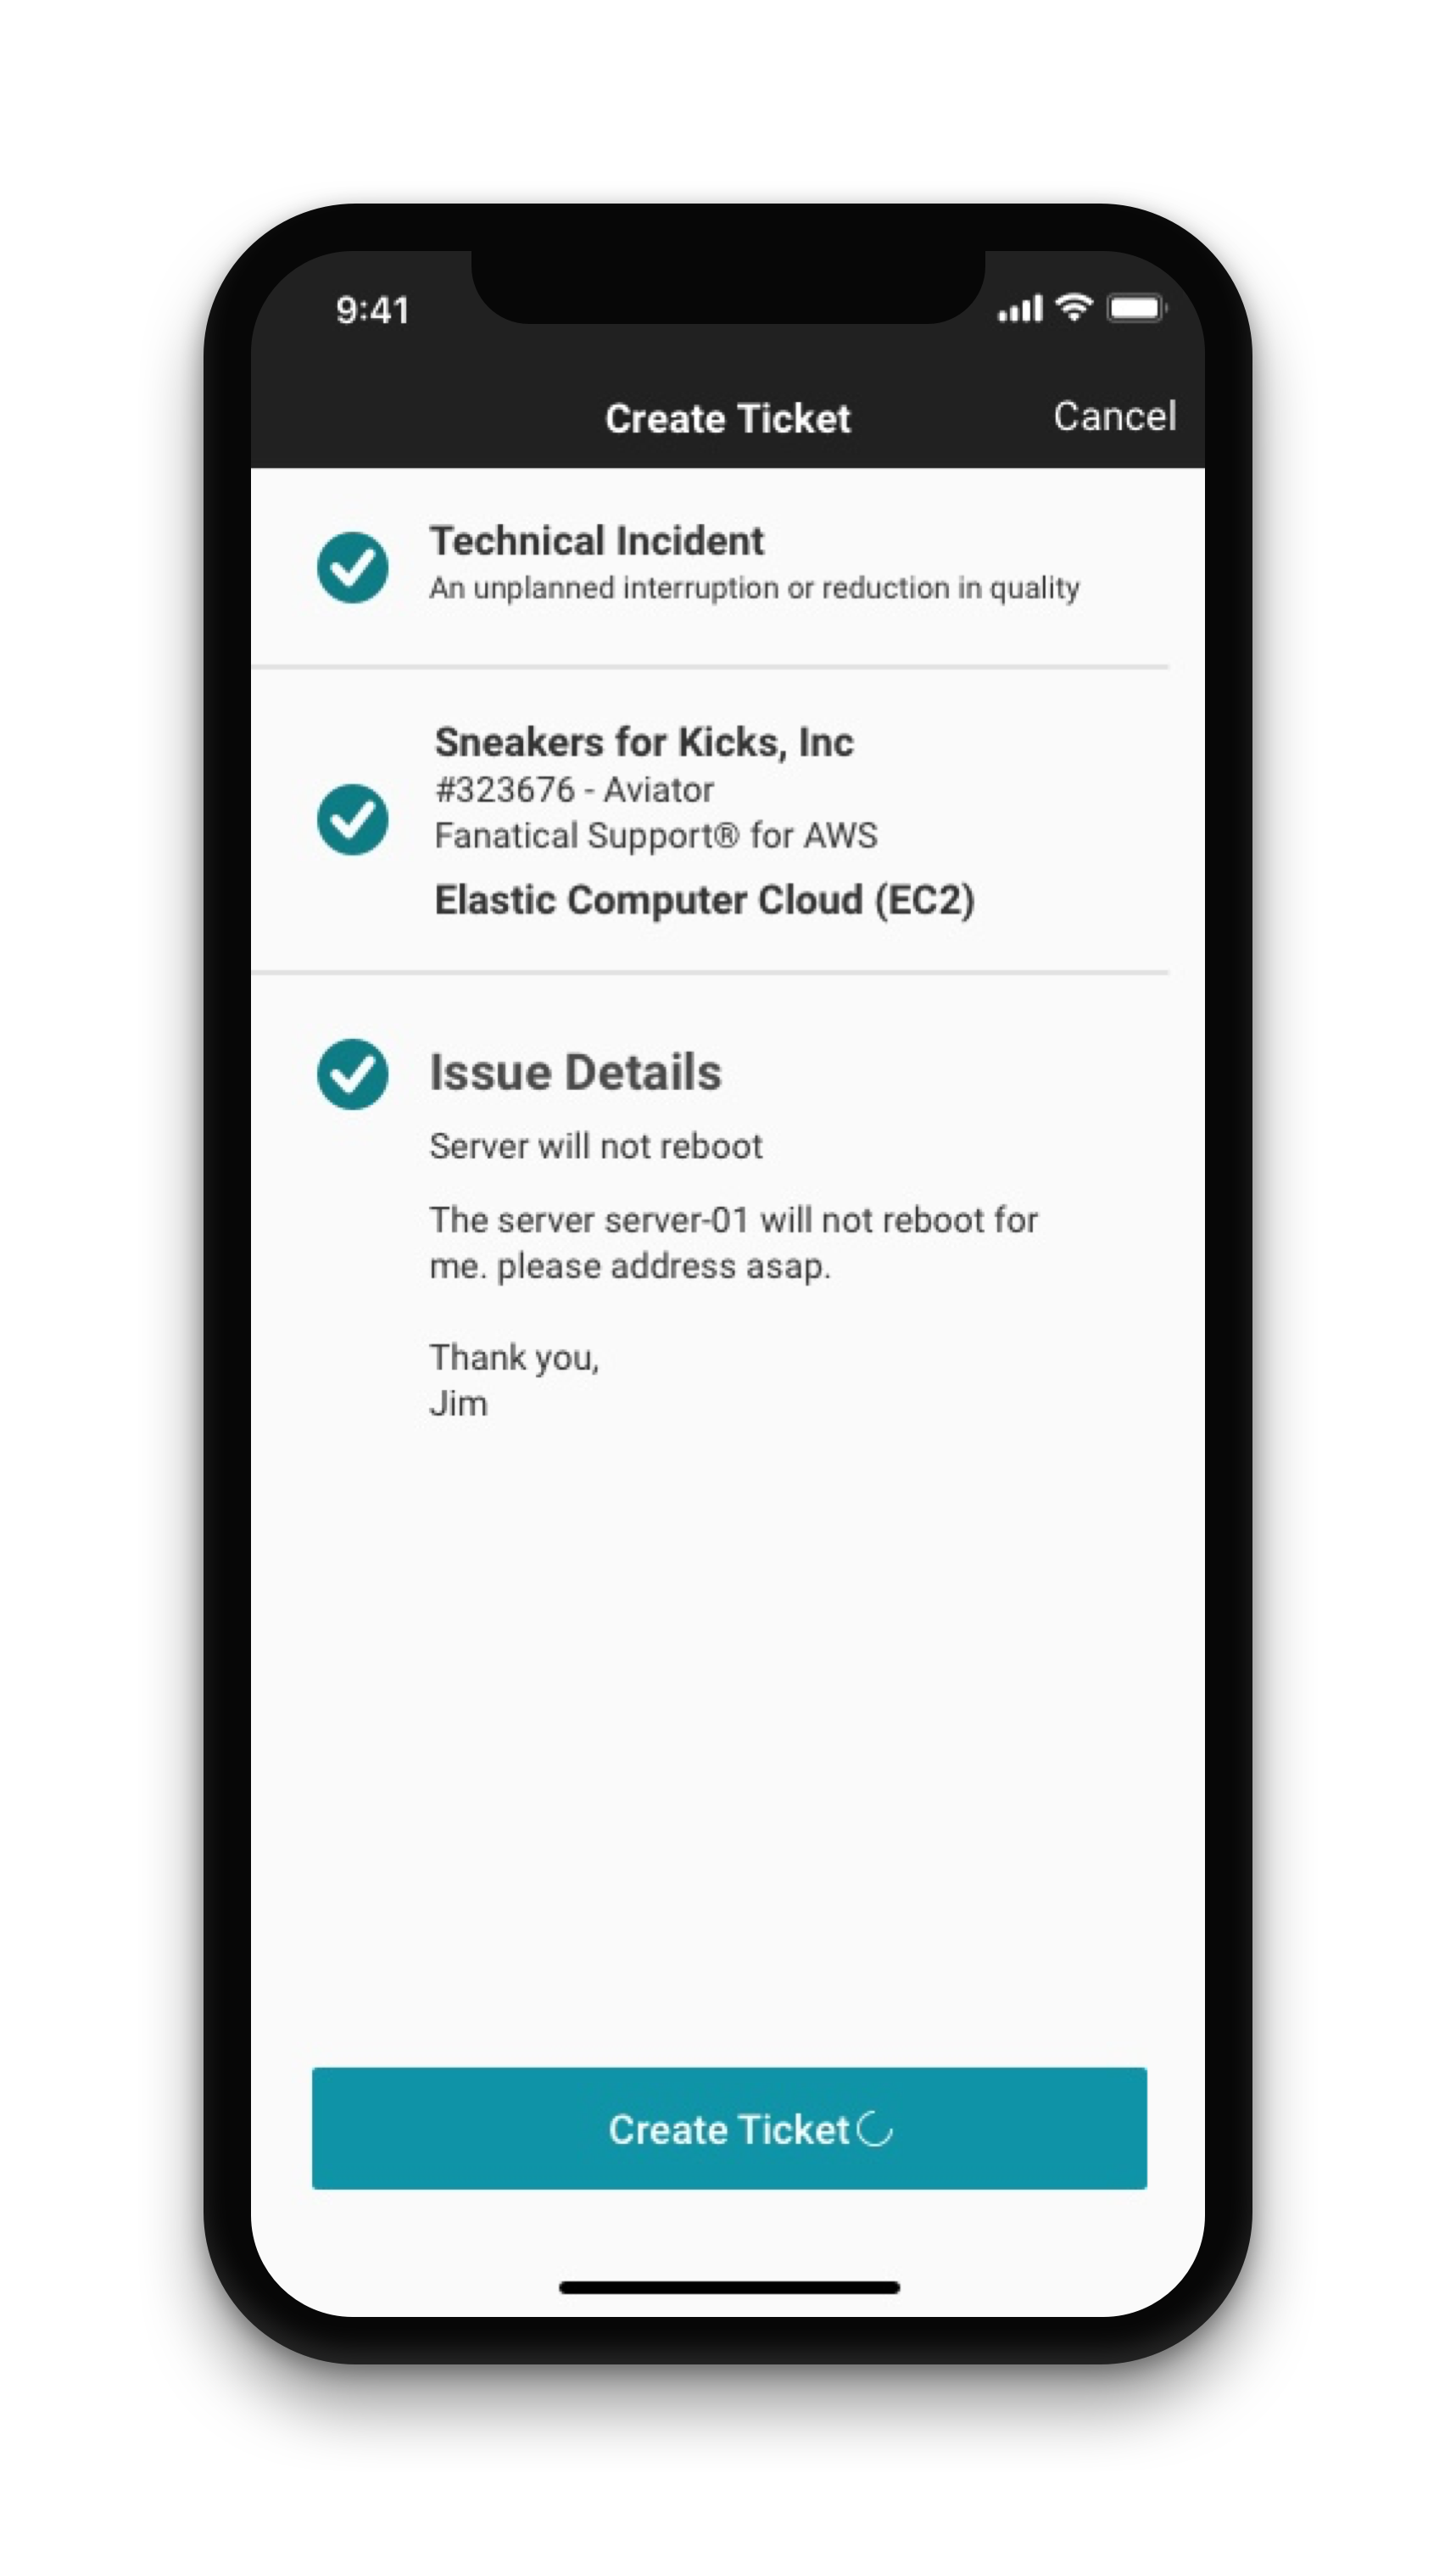 9:41
Create Ticket
Cancel
Technical Incident
An unplanned interruption or reduction in quality
Sneakers for Kicks, Inc
#323676 - Aviator
Fanatical Support® for AWS
Elastic Computer Cloud (EC2)
Issue Details
Server will not reboot
The server server-01 will not reboot for
me. please address asap.
Thank you,
Jim
Create Ticket